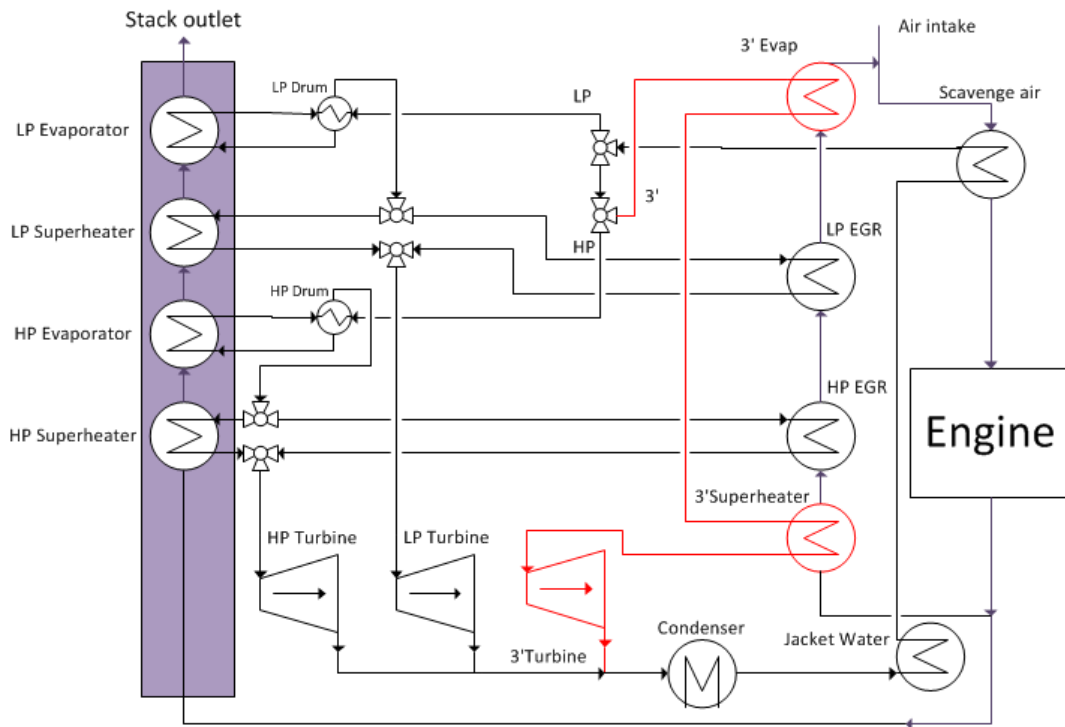 Stack outlet
Air intake
3' Evap
LP Drum
LP
Scavenge air
LP Evaporator
3'
LP Superheater
LP EGR
HP
HP Drum
HP Evaporator
HP EGR
HP Superheater
Engine
3'Superheater
HP Turbine
LP Turbine
Condenser
Jacket Water
3'Turbine